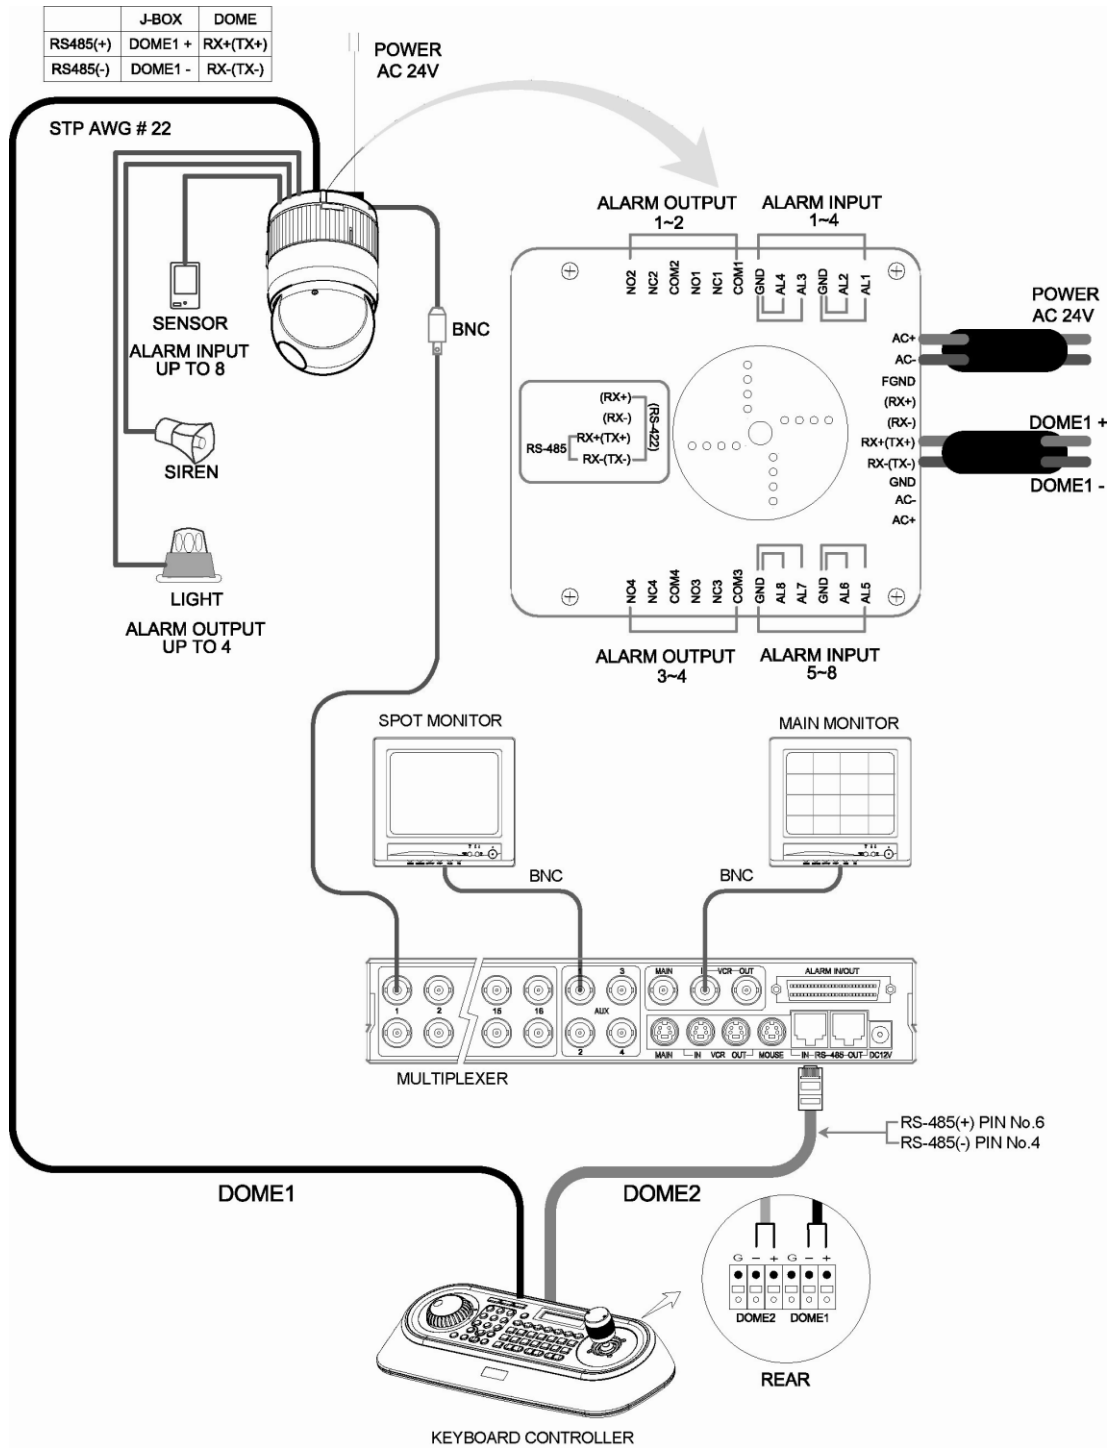 J-BOX DOME
RS485(+) DOME1 + RX+(TX+)
RS485(-) DOME1 - RX-(TX-)
POWER
AC 24V
STP AWG # 22
SENSOR
ALARM INPUT
UP TO 8
SIREN
LIGHT
ALARM OUTPUT
UP TO 4
BNC
ALARM OUTPUT
1~2
ALARM INPUT
1~4
NO2 NC2 COM2 NO1 NC1 COM1 GND AL4 AL3 GND AL2 AL1
POWER
AC 24V
AC+
AC-
FGND
(RX+)
(RX-)
RX+(TX+)
RX-(TX-)
GND
AC-
AC+
DOME1 +
DOME1 -
(RX+)
(RX-)
RX+(TX+)
RX-(TX-)
RS-485
(RS-422)
NO4 NC4 COM4 NO3 NC3 COM3 GND AL8 AL7 GND AL6 AL5
ALARM OUTPUT
3~4
ALARM INPUT
5~8
SPOT MONITOR
MAIN MONITOR
BNC
BNC
1 3 MAIN IN VCR OUT ALARM IN/OUT
1 2 15 16 AUX
2 4 MAIN IN VCR OUT MOUSE IN RS-485 OUT DC12V
MULTIPLEXER
RS-485(+) PIN No.6
RS-485(-) PIN No.4
DOME1
DOME2
G - + G - +
DOME2 DOME1
REAR
KEYBOARD CONTROLLER